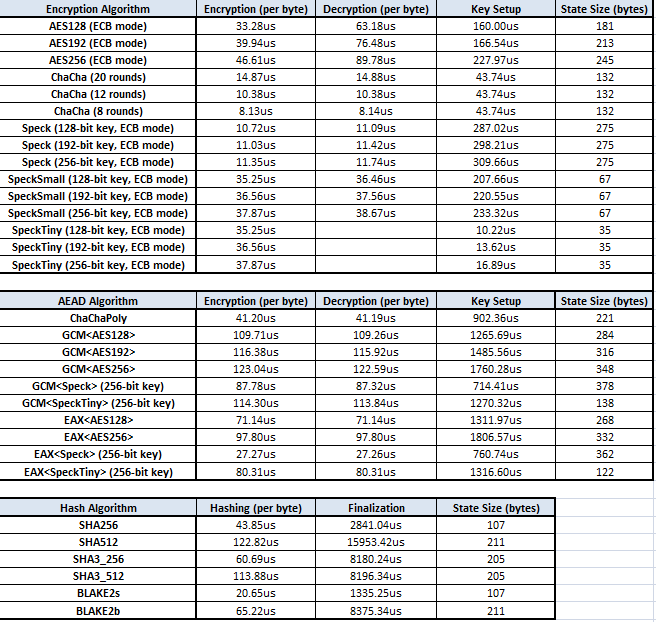 Encryption Algorithm Encryption (per byte) Decryption (per byte) Key Setup State Size (bytes)
AES128 (ECB mode) 33.28us 63.18us 160.00us 181
AES192 (ECB mode) 39.94us 76.48us 166.54us 213
AES256 (ECB mode) 46.61us 89.78us 227.97us 245
ChaCha (20 rounds) 14.87us 14.88us 43.74us 132
ChaCha (12 rounds) 10.38us 10.38us 43.74us 132
ChaCha (8 rounds) 8.13us 8.14us 43.74us 132
Speck (128-bit key, ECB mode) 10.72us 11.09us 287.02us 275
Speck (192-bit key, ECB mode) 11.03us 11.42us 298.21us 275
Speck (256-bit key, ECB mode) 11.35us 11.74us 309.66us 275
SpeckSmall (128-bit key, ECB mode) 35.25us 36.46us 207.66us 67
SpeckSmall (192-bit key, ECB mode) 36.56us 37.56us 220.55us 67
SpeckSmall (256-bit key, ECB mode) 37.87us 38.67us 233.32us 67
SpeckTiny (128-bit key, ECB mode) 35.25us 10.22us 35
SpeckTiny (192-bit key, ECB mode) 36.56us 13.62us 35
SpeckTiny (256-bit key, ECB mode) 37.87us 16.89us 35
AEAD Algorithm Encryption (per byte) Decryption (per byte) Key Setup State Size (bytes)
ChaChaPoly 41.20us 41.19us 902.36us 221
GCM<AES128> 109.71us 109.26us 1265.69us 284
GCM<AES192> 116.38us 115.92us 1485.56us 316
GCM<AES256> 123.04us 122.59us 1760.28us 348
GCM<Speck> (256-bit key) 87.78us 87.32us 714.41us 378
GCM<SpeckTiny> (256-bit key) 114.30us 113.84us 1270.32us 138
EAX<AES128> 71.14us 71.14us 1311.97us 268
EAX<AES256> 97.80us 97.80us 1806.57us 332
EAX<Speck> (256-bit key) 27.27us 27.26us 760.74us 362
EAX<SpeckTiny> (256-bit key) 80.31us 80.31us 1316.60us 122
Hash Algorithm Hashing (per byte) Finalization State Size (bytes)
SHA256 43.85us 2841.04us 107
SHA512 122.82us 15953.42us 211
SHA3_256 60.69us 8180.24us 205
SHA3_512 113.88us 8196.34us 205
BLAKE2s 20.65us 1335.25us 107
BLAKE2b 65.22us 8375.34us 211